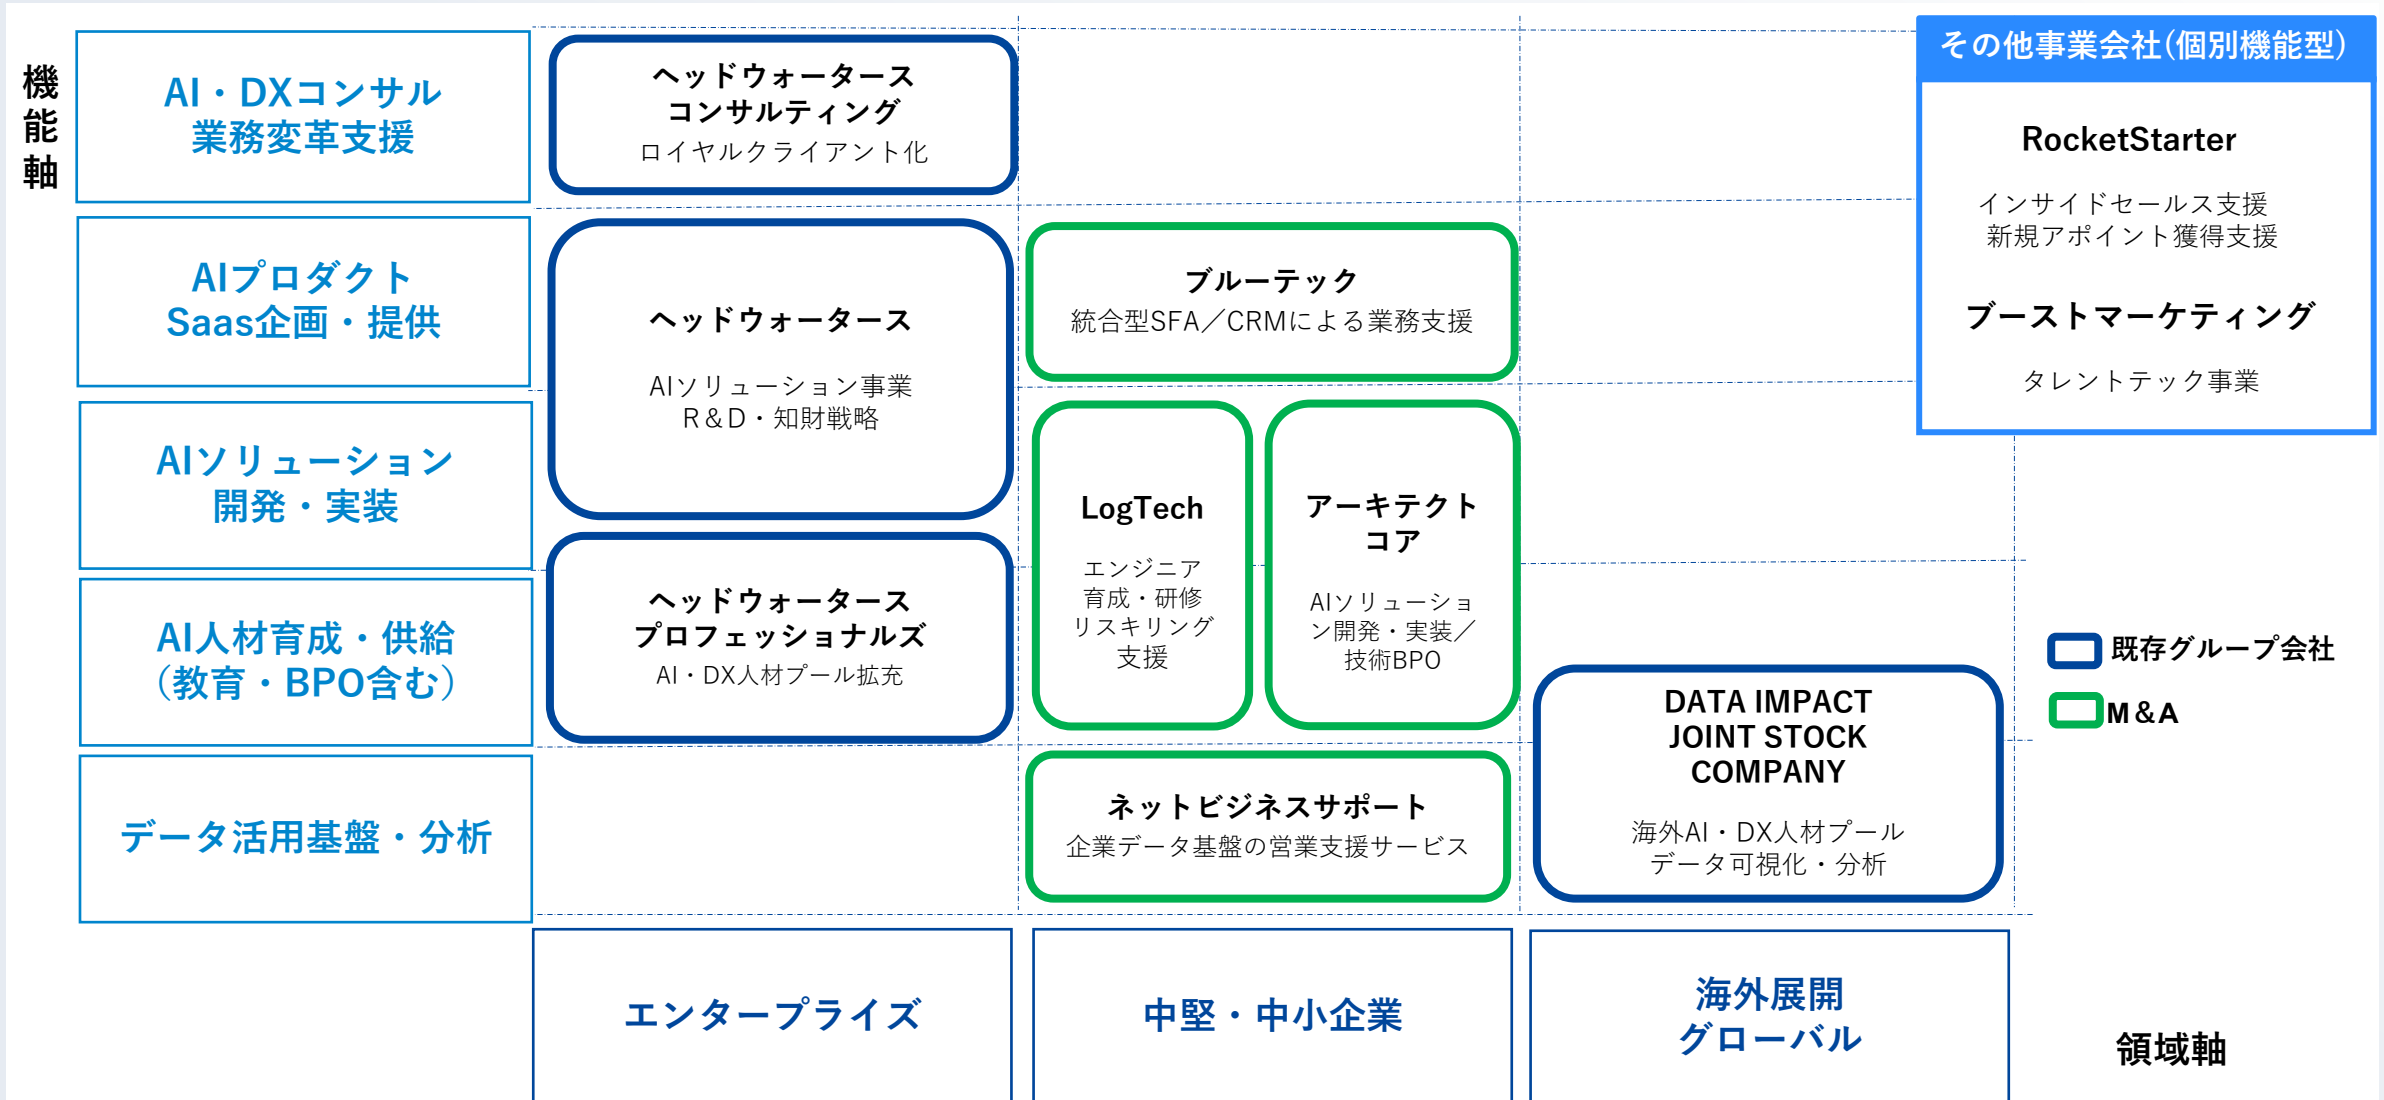 機能軸
AI・DXコンサル
業務変革支援
AIプロダクト
Saas企画・提供
AIソリューション
開発・実装
AI人材育成・供給
（教育・BPO含む）
データ活用基盤・分析
ヘッドウォータース
コンサルティング
ロイヤルクライアント化
ヘッドウォータース
AIソリューション事業
R＆D・知財戦略
ヘッドウォータース
プロフェッショナルズ
AI・DX人材プール拡充
ブルーテック
統合型SFA／CRMによる業務支援
LogTech
エンジニア
育成・研修
リスキリング
支援
アーキテクト
コア
AIソリューショ
ン開発・実装／
技術BPO
ネットビジネスサポート
企業データ基盤の営業支援サービス
DATA IMPACT
JOINT STOCK
COMPANY
海外AI・DX人材プール
データ可視化・分析
その他事業会社(個別機能型)
RocketStarter
インサイドセールス支援
新規アポイント獲得支援
ブーストマーケティング
タレントテック事業
既存グループ会社
M＆A
エンタープライズ
中堅・中小企業
海外展開
グローバル
領域軸